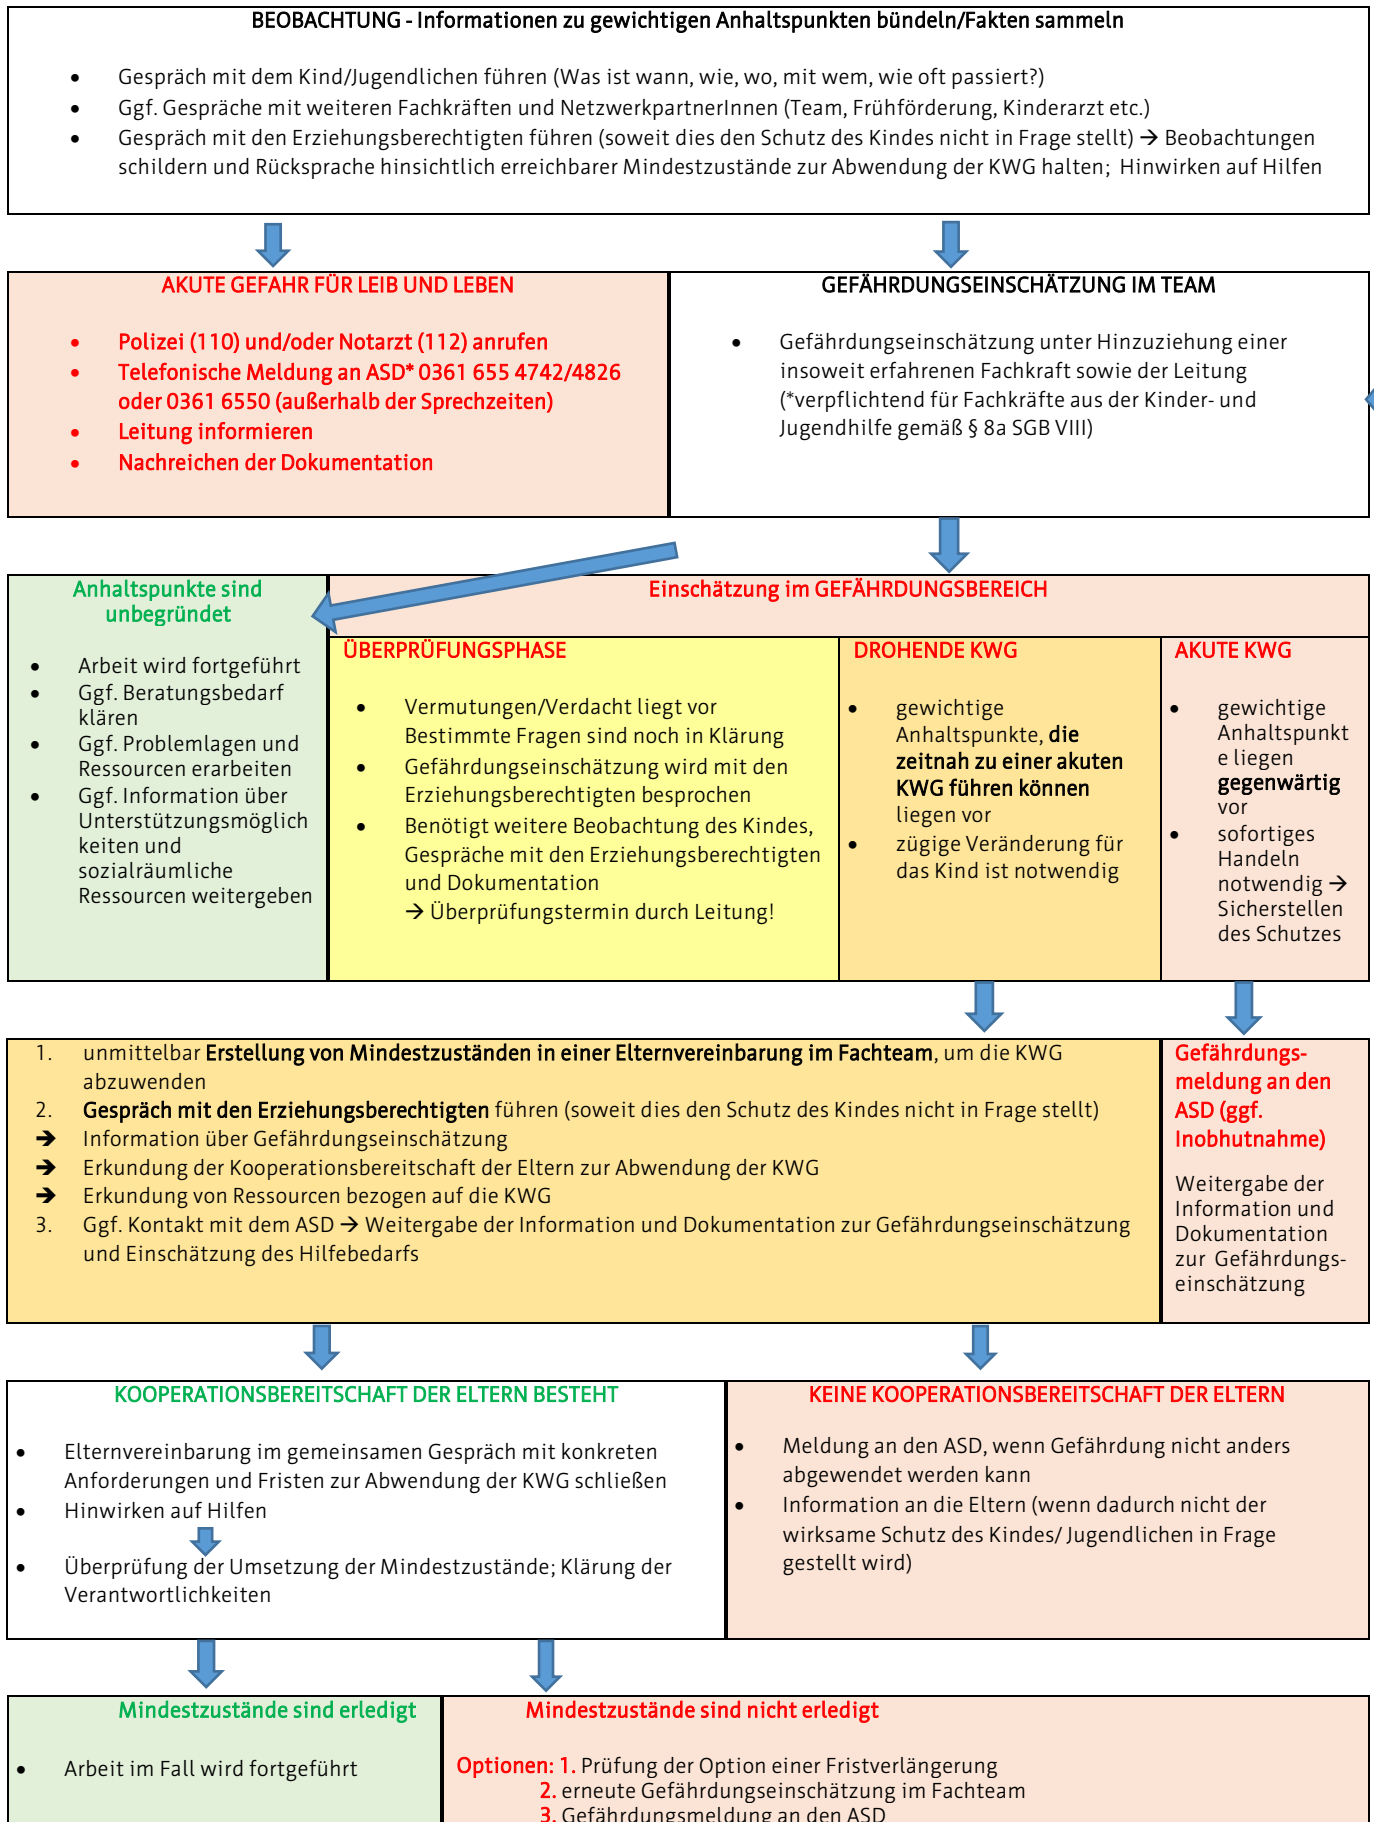 BEOBACHTUNG - Informationen zu gewichtigen Anhaltspunkten bündeln/Fakten sammeln
• Gespräch mit dem Kind/Jugendlichen führen (Was ist wann, wie, wo, mit wem, wie oft passiert?)
• Ggf. Gespräche mit weiteren Fachkräften und NetzwerkpartnerInnen (Team, Frühförderung, Kinderarzt etc.)
• Gespräch mit den Erziehungsberechtigten führen (soweit dies den Schutz des Kindes nicht in Frage stellt) → Beobachtungen
schildern und Rücksprache hinsichtlich erreichbarer Mindestzustände zur Abwendung der KWG halten; Hinwirken auf Hilfen
AKUTE GEFAHR FÜR LEIB UND LEBEN
• Polizei (110) und/oder Notarzt (112) anrufen
• Telefonische Meldung an ASD* 0361 655 4742/4826
oder 0361 6550 (außerhalb der Sprechzeiten)
• Leitung informieren
• Nachreichen der Dokumentation
GEFÄHRDUNGSEINSCHÄTZUNG IM TEAM
• Gefährdungseinschätzung unter Hinzuziehung einer
insoweit erfahrenen Fachkraft sowie der Leitung
(*verpflichtend für Fachkräfte aus der Kinder- und
Jugendhilfe gemäß § 8a SGB VIII)
Anhaltspunkte sind
unbegründet
• Arbeit wird fortgeführt
• Ggf. Beratungsbedarf
klären
• Ggf. Problemlagen und
Ressourcen erarbeiten
• Ggf. Information über
Unterstützungsmöglich
keiten und
sozialräumliche
Ressourcen weitergeben
Einschätzung im GEFÄHRDUNGSBEREICH
ÜBERPRÜFUNGSPHASE
• Vermutungen/Verdacht liegt vor
Bestimmte Fragen sind noch in Klärung
• Gefährdungseinschätzung wird mit den
Erziehungsberechtigten besprochen
• Benötigt weitere Beobachtung des Kindes,
Gespräche mit den Erziehungsberechtigten
und Dokumentation
→ Überprüfungstermin durch Leitung!
DROHENDE KWG
• gewichtige
Anhaltspunkte, die
zeitnah zu einer akuten
KWG führen können
liegen vor
• zügige Veränderung für
das Kind ist notwendig
AKUTE KWG
• gewichtige
Anhaltspunkt
e liegen
gegenwärtig
vor
• sofortiges
Handeln
notwendig →
Sicherstellen
des Schutzes
1. unmittelbar Erstellung von Mindestzuständen in einer Elternvereinbarung im Fachteam, um die KWG
abzuwenden
2. Gespräch mit den Erziehungsberechtigten führen (soweit dies den Schutz des Kindes nicht in Frage stellt)
➔ Information über Gefährdungseinschätzung
➔ Erkundung der Kooperationsbereitschaft der Eltern zur Abwendung der KWG
➔ Erkundung von Ressourcen bezogen auf die KWG
3. Ggf. Kontakt mit dem ASD → Weitergabe der Information und Dokumentation zur Gefährdungseinschätzung
und Einschätzung des Hilfebedarfs
Gefährdungs-
meldung an den
ASD (ggf.
Inobhutnahme)
Weitergabe der
Information und
Dokumentation
zur Gefährdungs-
einschätzung
KOOPERATIONSBEREITSCHAFT DER ELTERN BESTEHT
• Elternvereinbarung im gemeinsamen Gespräch mit konkreten
Anforderungen und Fristen zur Abwendung der KWG schließen
• Hinwirken auf Hilfen
• Überprüfung der Umsetzung der Mindestzustände; Klärung der
Verantwortlichkeiten
KEINE KOOPERATIONSBEREITSCHAFT DER ELTERN
• Meldung an den ASD, wenn Gefährdung nicht anders
abgewendet werden kann
• Information an die Eltern (wenn dadurch nicht der
wirksame Schutz des Kindes/ Jugendlichen in Frage
gestellt wird)
Mindestzustände sind erledigt
• Arbeit im Fall wird fortgeführt
Mindestzustände sind nicht erledigt
Optionen: 1. Prüfung der Option einer Fristverlängerung
2. erneute Gefährdungseinschätzung im Fachteam
3. Gefährdungsmeldung an den ASD